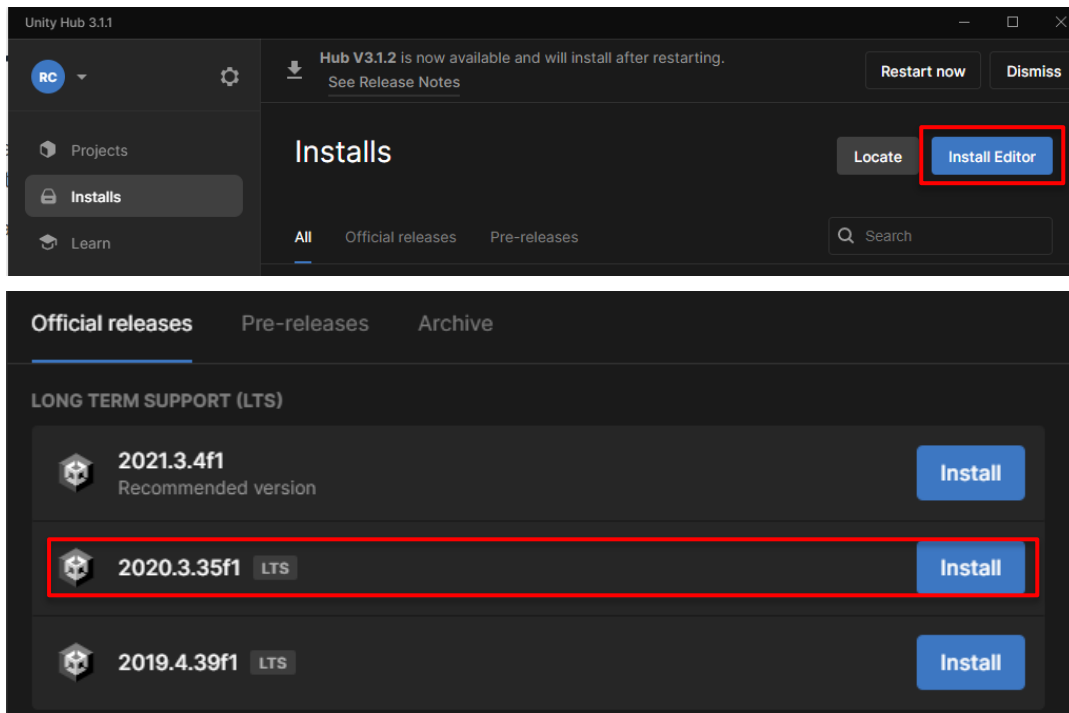 Unity Hub 3.1.1
RC
Hub V3.1.2 is now available and will install after restarting.
See Release Notes
Restart now
Dismiss
Projects
Installs
Learn
Installs
Locate
Install Editor
All
Official releases
Pre-releases
Search
Official releases
Pre-releases
Archive
LONG TERM SUPPORT (LTS)
2021.3.4f1
Recommended version
Install
2020.3.35f1 LTS
Install
2019.4.39f1 LTS
Install